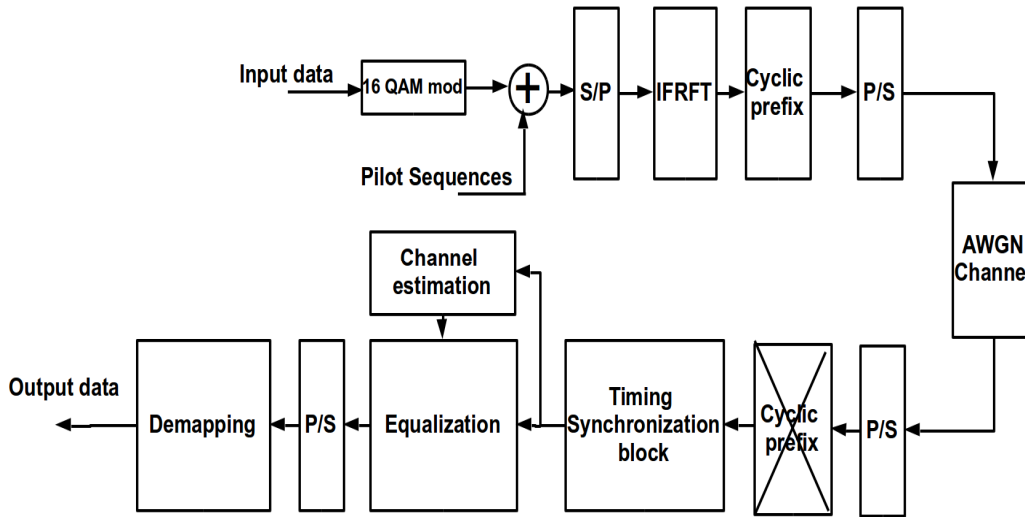 Input data
16 QAM mod
Pilot Sequences
S/P
IFRFT
Cyclic
prefix
P/S
AWGN
Channel
Channel
estimation
Output data
Demapping
P/S
Equalization
Timing
Synchronization
block
Cyclic
prefix
P/S